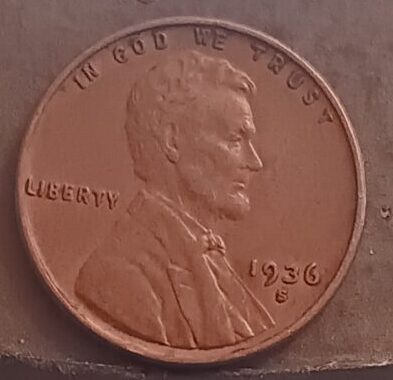 IN GOD WE TRUST
LIBERTY
1936
S